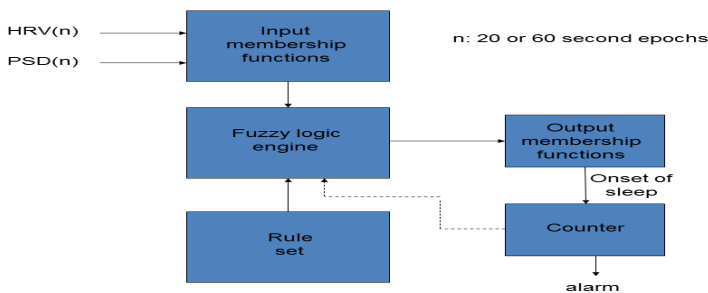 HRV(n)
PSD(n)
Input
membership
functions
n: 20 or 60 second epochs
Fuzzy logic
engine
Output
membership
functions
Onset of
sleep
Rule
set
Counter
alarm